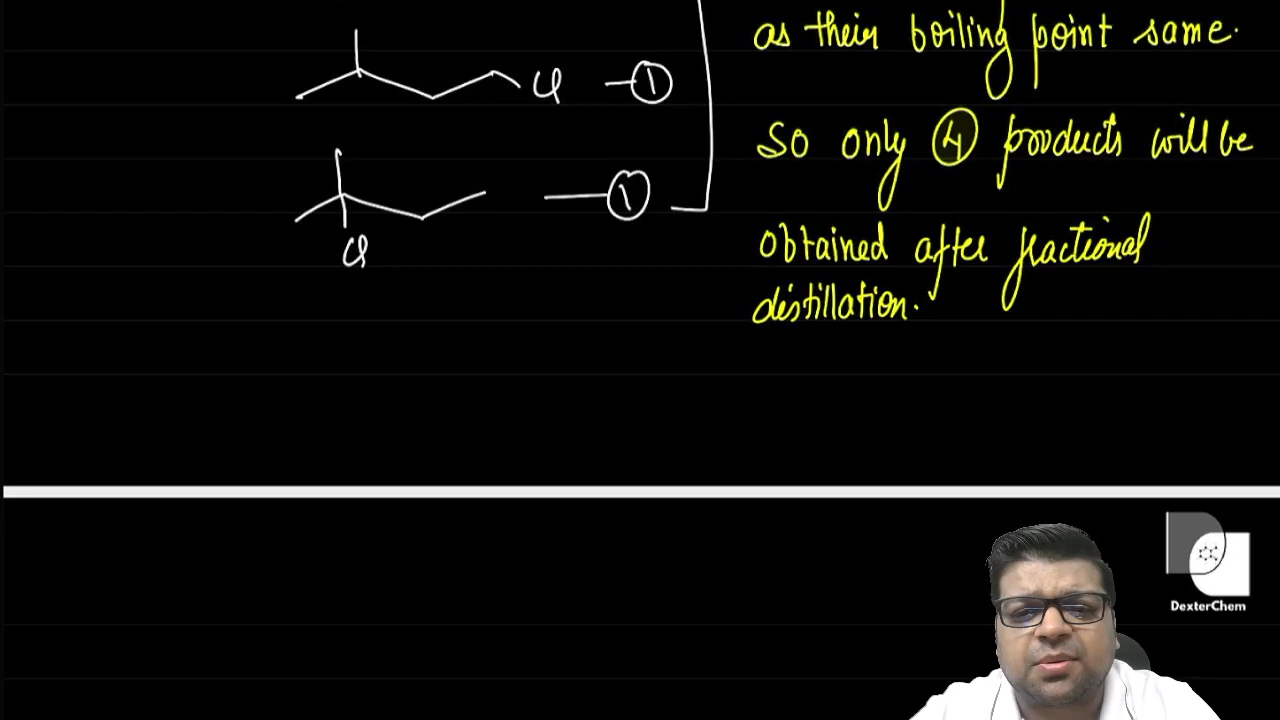 as their boiling point same.
Cl — ①
so only ④ products will be
— ①
Cl
obtained after fractional
distillation.
DexterChem